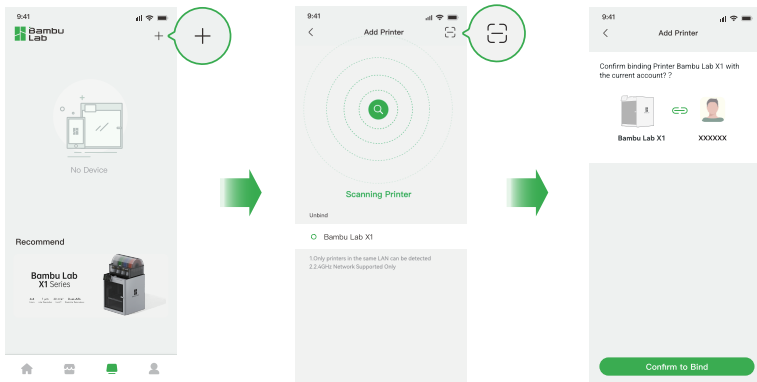 9:41
Bambu
Lab
No Device
Recommend
Bambu Lab
X1 Series
9:41
Add Printer
Scanning Printer
Unbind
Bambu Lab X1
1.Only printers in the same LAN can be detected
2.2.4GHz Network Supported Only
9:41
Add Printer
Confirm binding Printer Bambu Lab X1 with
the current account? ?
Bambu Lab X1
XXXXXX
Confirm to Bind